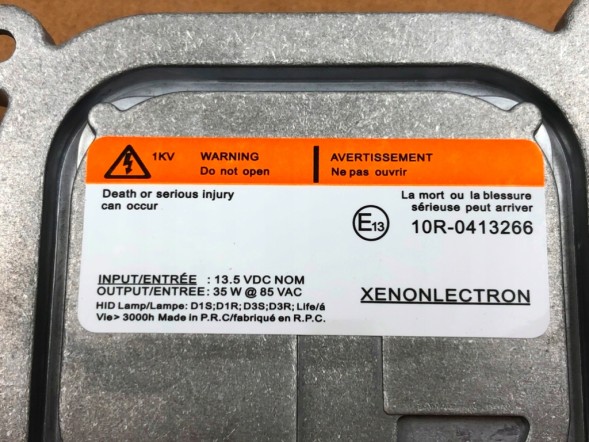 1KV WARNING AVERTISSEMENT
Do not open Ne pas ouvrir
Death or serious injury
can occur
La mort ou la blessure
sérieuse peut arriver
E13 10R-0413266
INPUT/ENTRÉE : 13.5 VDC NOM
OUTPUT/ENTREE: 35 W @ 85 VAC
HID Lamp/Lampe: D1S;D1R; D3S;D3R; Life/á
Vie> 3000h Made in P.R.C/fabriqué en R.P.C.
XENONLECTRON